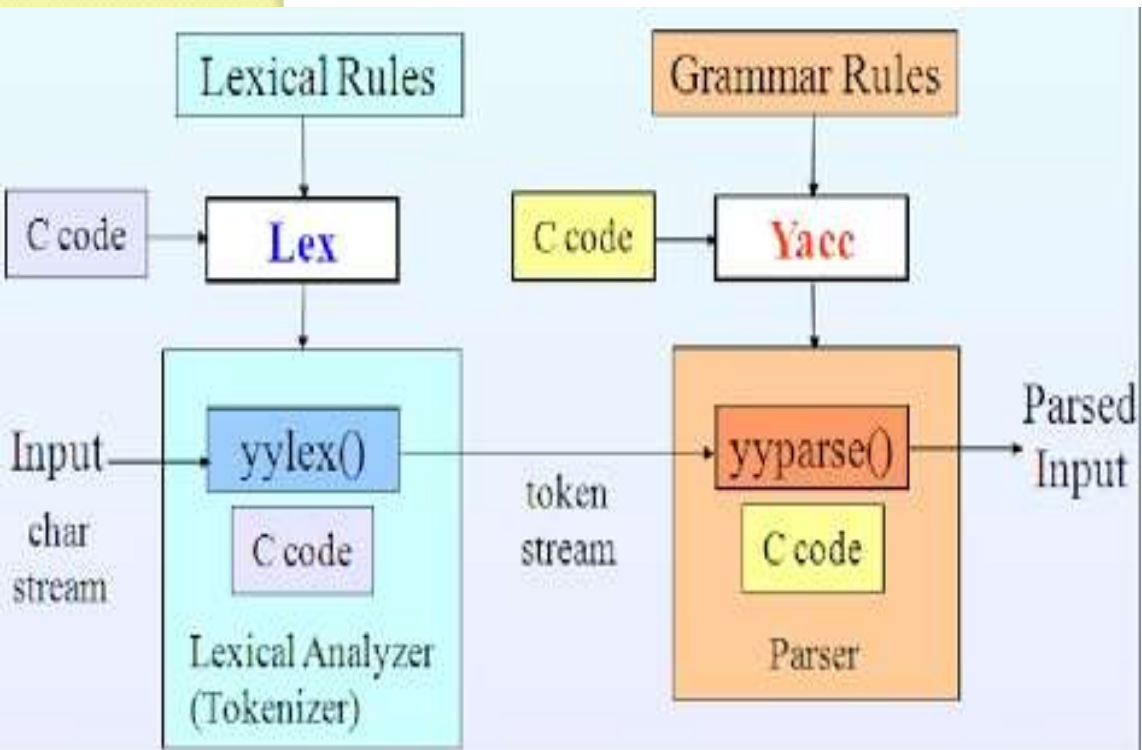 Lexical Rules
Grammar Rules
C code
Lex
C code
Yacc
Input
yylex()
yyparse()
Parsed
Input
char
stream
C code
token
stream
C code
Lexical Analyzer
(Tokenizer)
Parser